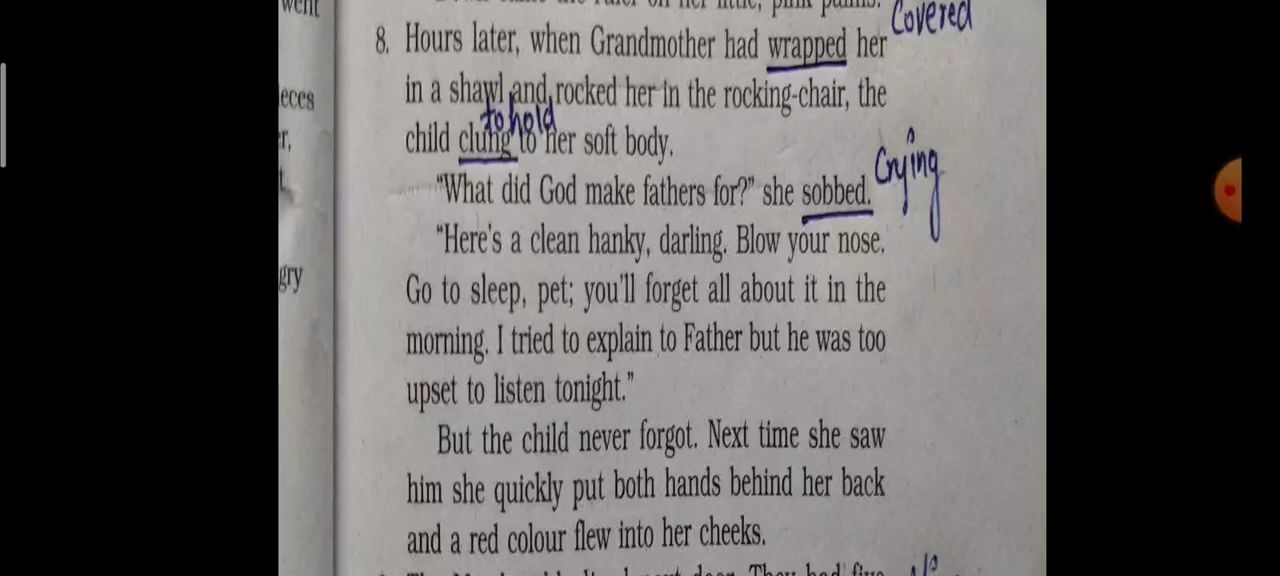 went
Covered
8. Hours later, when Grandmother had wrapped her
in a shawl and rocked her in the rocking-chair, the
eces
to hold
child clung to her soft body.
r,
Crying
"What did God make fathers for?" she sobbed.
"Here's a clean hanky, darling. Blow your nose.
Go to sleep, pet; you'll forget all about it in the
gry
morning. I tried to explain to Father but he was too
upset to listen tonight."
But the child never forgot. Next time she saw
him she quickly put both hands behind her back
and a red colour flew into her cheeks.